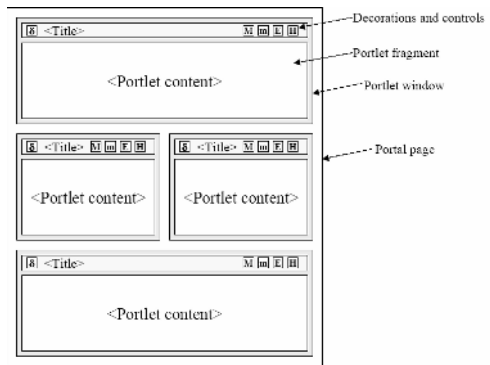 δ <Title> M m E H
<Portlet content>
Decorations and controls
Portlet fragment
Portlet window
Portal page
δ <Title> M m E H
<Portlet content>
δ <Title> M m E H
<Portlet content>
δ <Title> M m E H
<Portlet content>